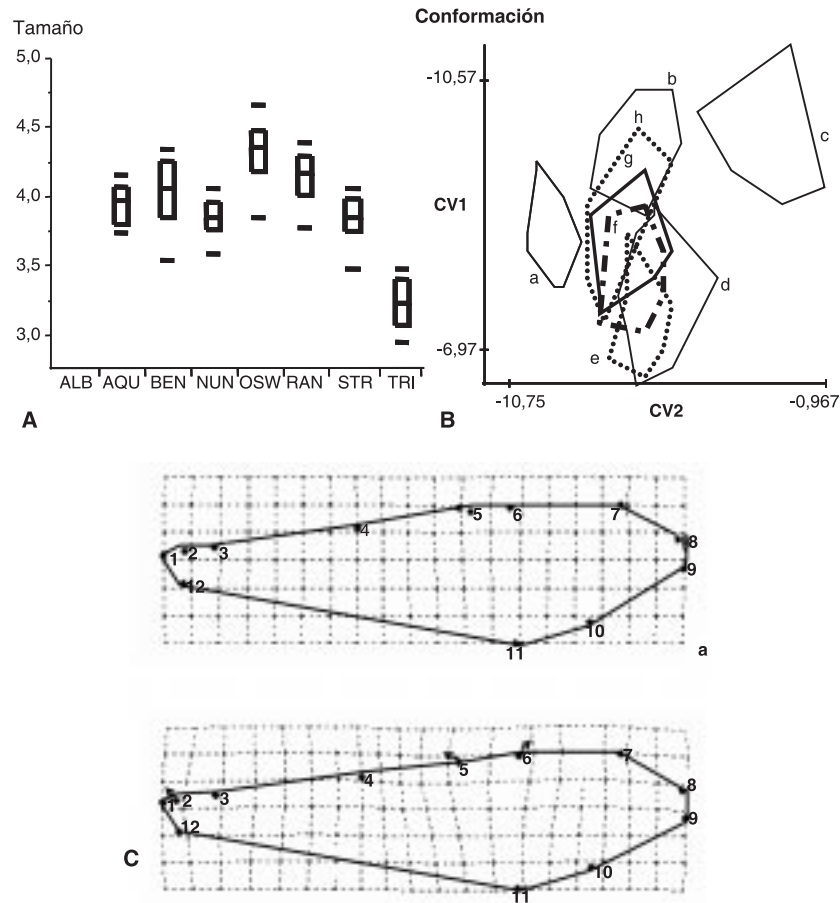 Tamaño
5,0
4,5
4,0
3,5
3,0
ALB AQU BEN NUN OSW RAN STR TRI
A
Conformación
-10,57
CV1
-6,97
-10,75
CV2
-0,967
a
b
c
d
e
f
g
h
B
1 2 3 4 5 6 7 8 9 10 11 12
a
1 2 3 4 5 6 7 8 9 10 11 12
C